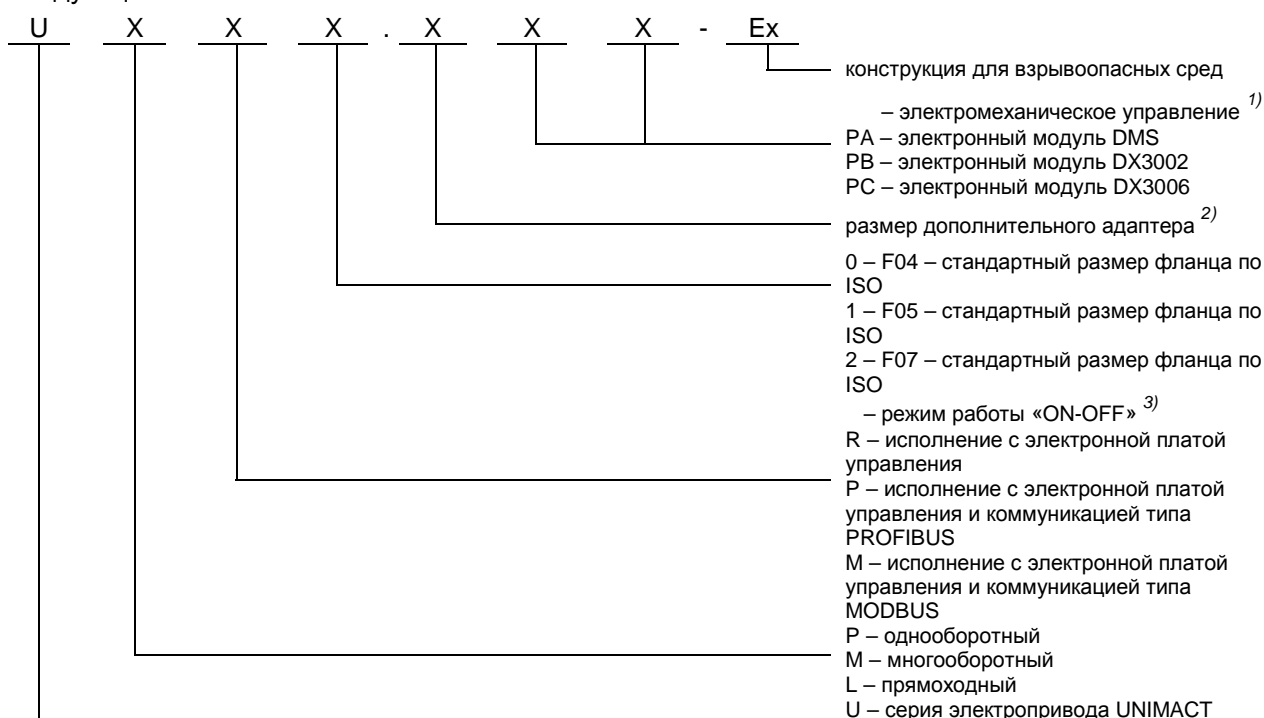 U X X X . X X X - Ex
конструкция для взрывоопасных сред
– электромеханическое управление 1)
PA – электронный модуль DMS
PB – электронный модуль DX3002
PC – электронный модуль DX3006
размер дополнительного адаптера 2)
0 – F04 – стандартный размер фланца по
ISO
1 – F05 – стандартный размер фланца по
ISO
2 – F07 – стандартный размер фланца по
ISO
– режим работы «ON-OFF» 3)
R – исполнение с электронной платой
управления
P – исполнение с электронной платой
управления и коммуникацией типа
PROFIBUS
M – исполнение с электронной платой
управления и коммуникацией типа
MODBUS
P – однооборотный
M – многооборотный
L – прямоходный
U – серия электропривода UNIMACT